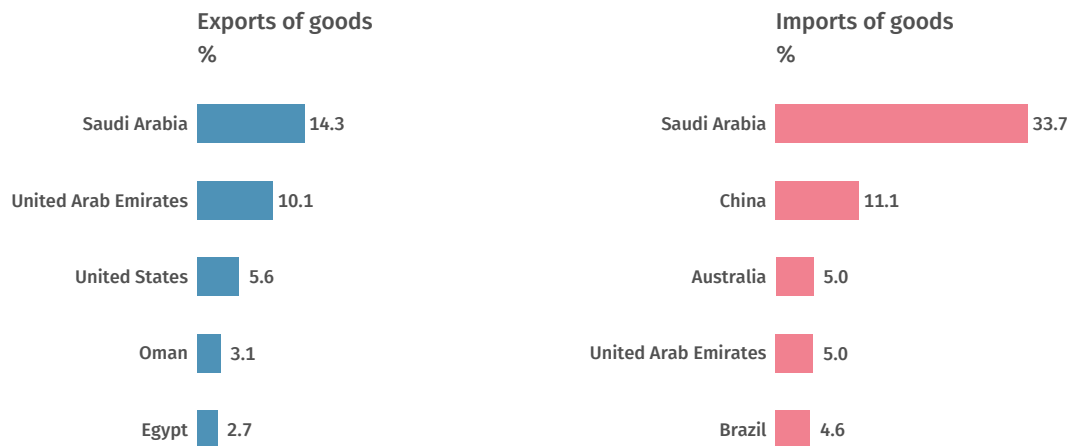 Exports of goods
%
Saudi Arabia 14.3
United Arab Emirates 10.1
United States 5.6
Oman 3.1
Egypt 2.7
Imports of goods
%
Saudi Arabia 33.7
China 11.1
Australia 5.0
United Arab Emirates 5.0
Brazil 4.6